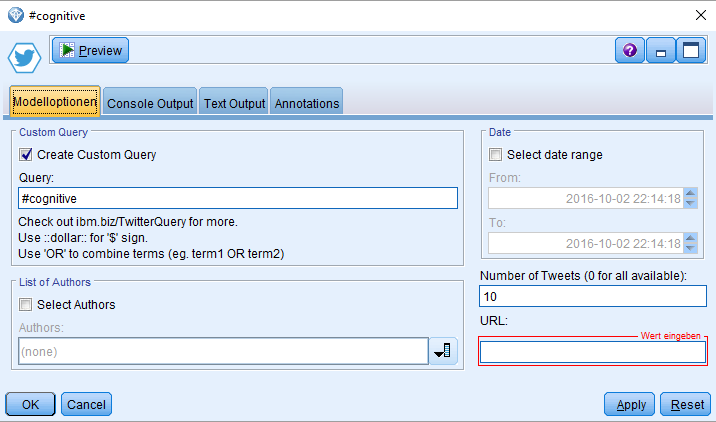 #cognitive
Preview
?
Modelloptionen
Console Output
Text Output
Annotations
Custom Query
Create Custom Query
Query:
#cognitive
Check out ibm.biz/TwitterQuery for more.
Use ::dollar:: for '$' sign.
Use 'OR' to combine terms (eg. term1 OR term2)
List of Authors
Select Authors
Authors:
(none)
Date
Select date range
From:
2016-10-02 22:14:18
To:
2016-10-02 22:14:18
Number of Tweets (0 for all available):
10
URL:
Wert eingeben
OK
Cancel
Apply
Reset